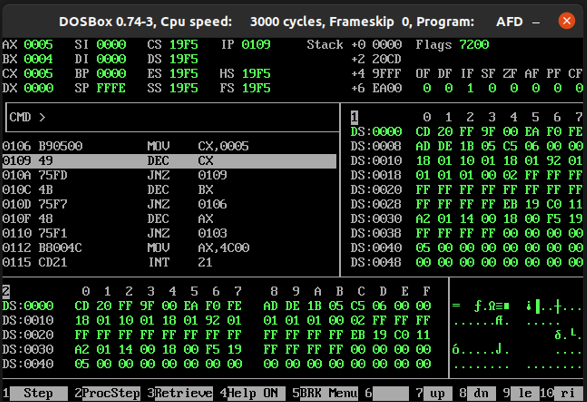 DOSBox 0.74-3, Cpu speed: 3000 cycles, Frameskip 0, Program: AFD
AX 0005 SI 0000 CS 19F5 IP 0109 Stack +0 0000 Flags 7200
BX 0004 DI 0000 DS 19F5 +2 20CD
CX 0005 BP 0000 ES 19F5 HS 19F5 +4 9FFF OF DF IF SF ZF AF PF CF
DX 0000 SP FFFE SS 19F5 FS 19F5 +6 EA00 0 0 1 0 0 0 0 0
CMD >
0106 B90500 MOV CX,0005
0109 49 DEC CX
010A 75FD JNZ 0109
010C 4B DEC BX
010D 75F7 JNZ 0106
010F 48 DEC AX
0110 75F1 JNZ 0103
0112 B8004C MOV AX,4C00
0115 CD21 INT 21
1 0 1 2 3 4 5 6 7
DS:0000 CD 20 FF 9F 00 EA F0 FE
DS:0008 AD DE 1B 05 C5 06 00 00
DS:0010 18 01 10 01 18 01 92 01
DS:0018 01 01 01 00 02 FF FF FF
DS:0020 FF FF FF FF FF FF FF FF
DS:0028 FF FF FF FF EB 19 C0 11
DS:0030 A2 01 14 00 18 00 F5 19
DS:0038 FF FF FF FF 00 00 00 00
DS:0040 05 00 00 00 00 00 00 00
DS:0048 00 00 00 00 00 00 00 00
2 0 1 2 3 4 5 6 7 8 9 A B C D E F
DS:0000 CD 20 FF 9F 00 EA F0 FE AD DE 1B 05 C5 06 00 00
DS:0010 18 01 10 01 18 01 92 01 01 01 01 00 02 FF FF FF
DS:0020 FF FF FF FF FF FF FF FF FF FF FF FF EB 19 C0 11
DS:0030 A2 01 14 00 18 00 F5 19 FF FF FF FF 00 00 00 00
DS:0040 05 00 00 00 00 00 00 00 00 00 00 00 00 00 00 00
1 Step 2 ProcStep 3 Retrieve 4 Help ON 5 BRK Menu 6 7 up 8 dn 9 le 10 ri